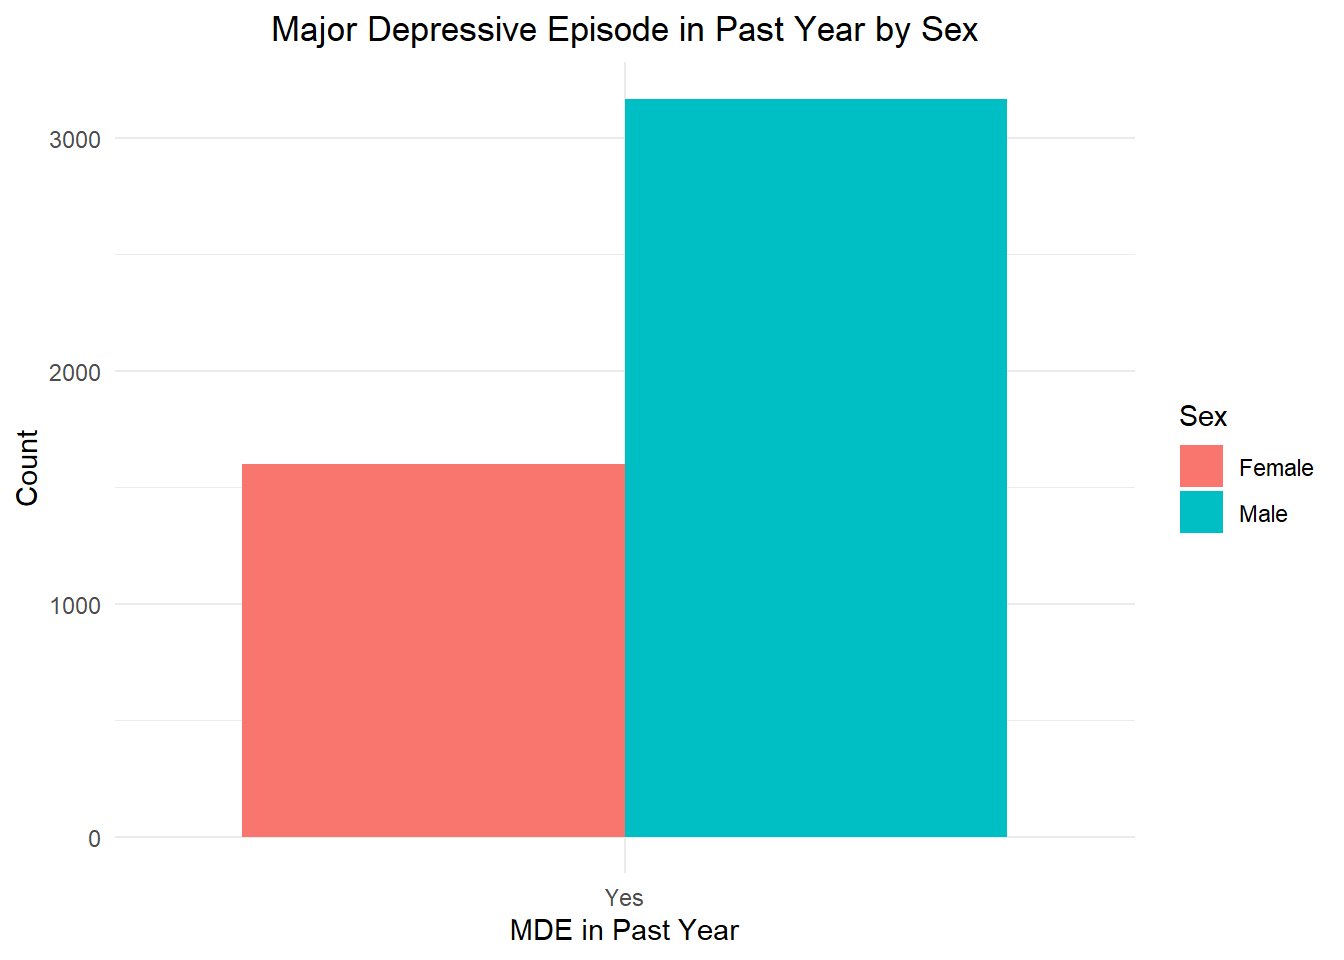 Major Depressive Episode in Past Year by Sex
3000
2000
1000
0
Count
Yes
MDE in Past Year
Sex
Female
Male